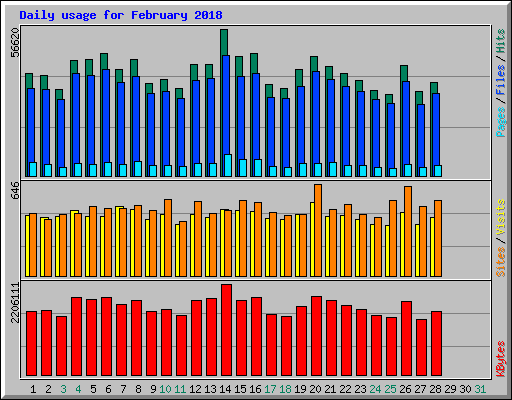 Daily usage for February 2018
56620
Pages / Files / Hits
646
Sites / Visits
2206111
KBytes
1 2 3 4 5 6 7 8 9 10 11 12 13 14 15 16 17 18 19 20 21 22 23 24 25 26 27 28 29 30 31